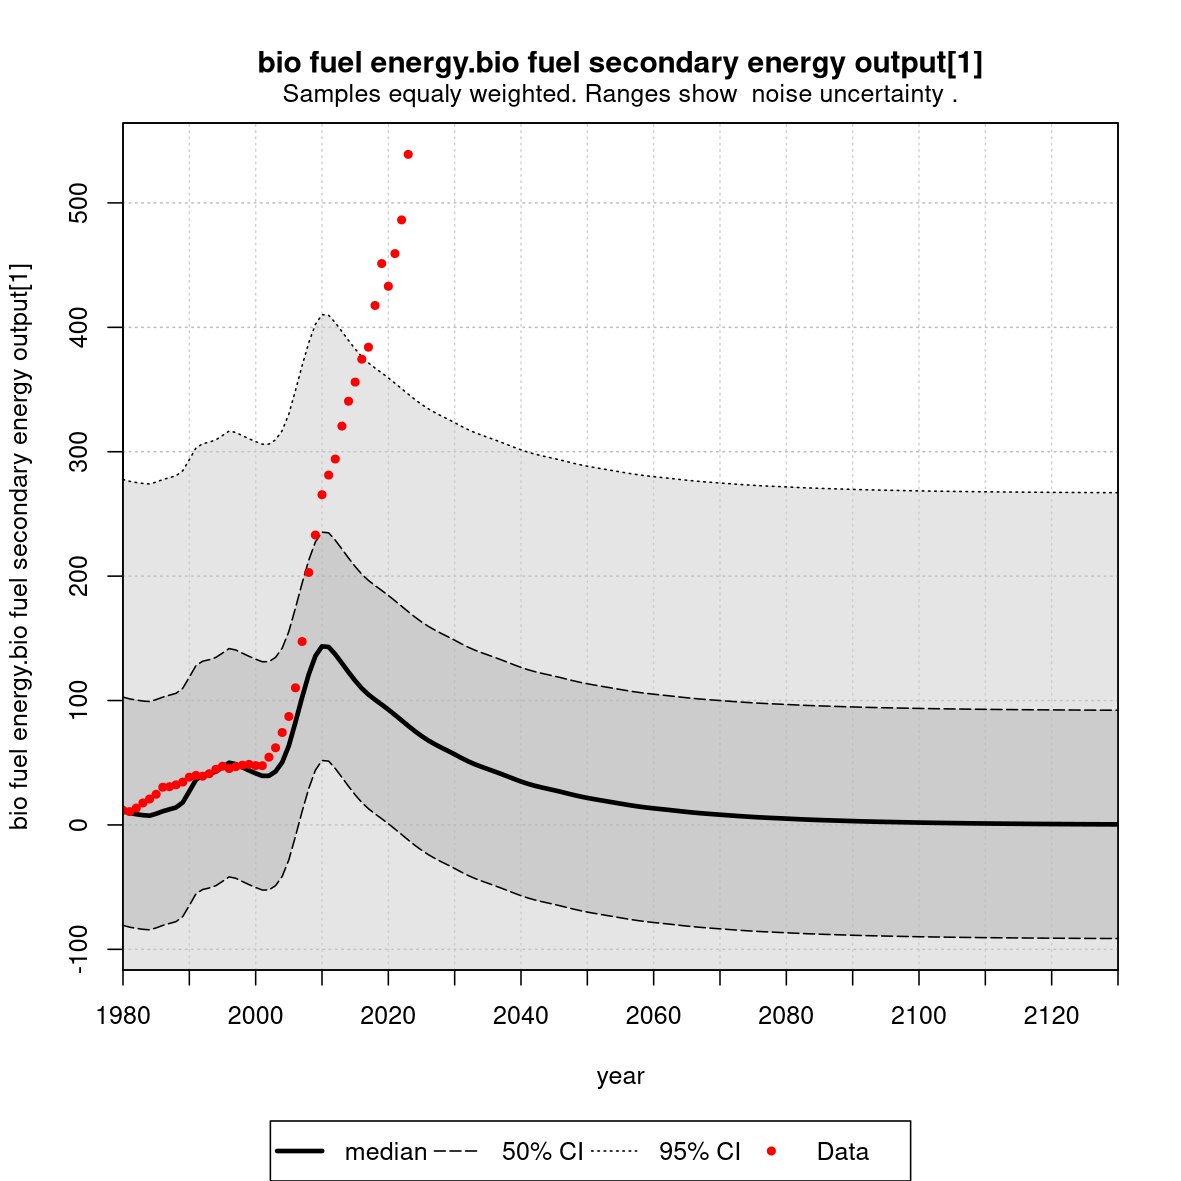 bio fuel energy.bio fuel secondary energy output[1]
Samples equaly weighted. Ranges show  noise uncertainty .
bio fuel energy.bio fuel secondary energy output[1]
500
400
300
200
100
0
-100
1980 2000 2020 2040 2060 2080 2100 2120
year
median 50% CI 95% CI Data